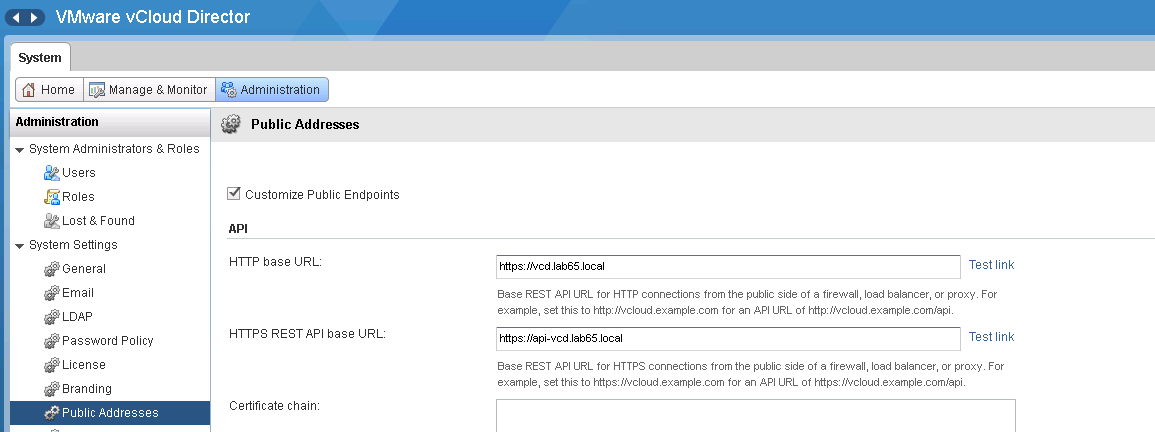 VMware vCloud Director
System
Home
Manage & Monitor
Administration
Administration
System Administrators & Roles
Users
Roles
Lost & Found
System Settings
General
Email
LDAP
Password Policy
License
Branding
Public Addresses
Public Addresses
Customize Public Endpoints
API
HTTP base URL:
https://vcd.lab65.local
Test link
Base REST API URL for HTTP connections from the public side of a firewall, load balancer, or proxy. For
example, set this to http://vcloud.example.com for an API URL of http://vcloud.example.com/api.
HTTPS REST API base URL:
https://api-vcd.lab65.local
Test link
Base REST API URL for HTTPS connections from the public side of a firewall, load balancer, or proxy. For
example, set this to https://vcloud.example.com for an API URL of https://vcloud.example.com/api.
Certificate chain: